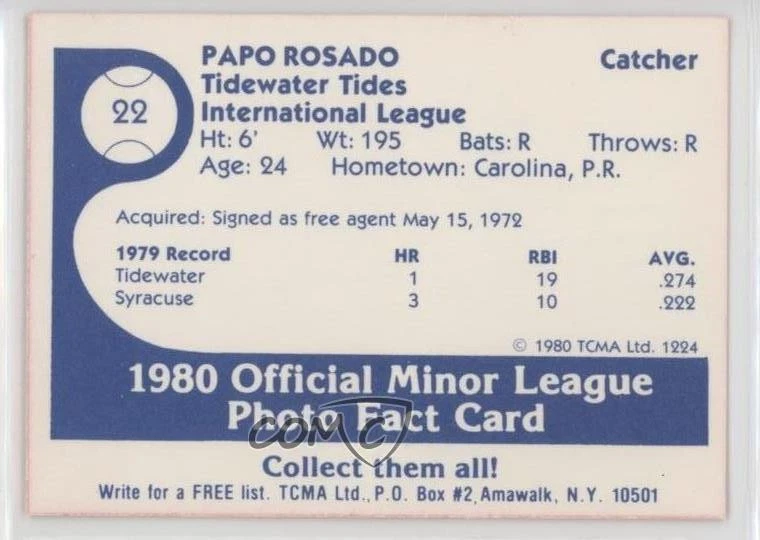 PAPO ROSADO Catcher
Tidewater Tides
22 International League
Ht: 6' Wt: 195 Bats: R Throws: R
Age: 24 Hometown: Carolina, P.R.
Acquired: Signed as free agent May 15, 1972
1979 Record HR RBI AVG.
Tidewater 1 19 .274
Syracuse 3 10 .222
© 1980 TCMA Ltd. 1224
1980 Official Minor League
Photo Fact Card
COMC
Collect them all!
Write for a FREE list. TCMA Ltd., P.O. Box #2, Amawalk, N.Y. 10501